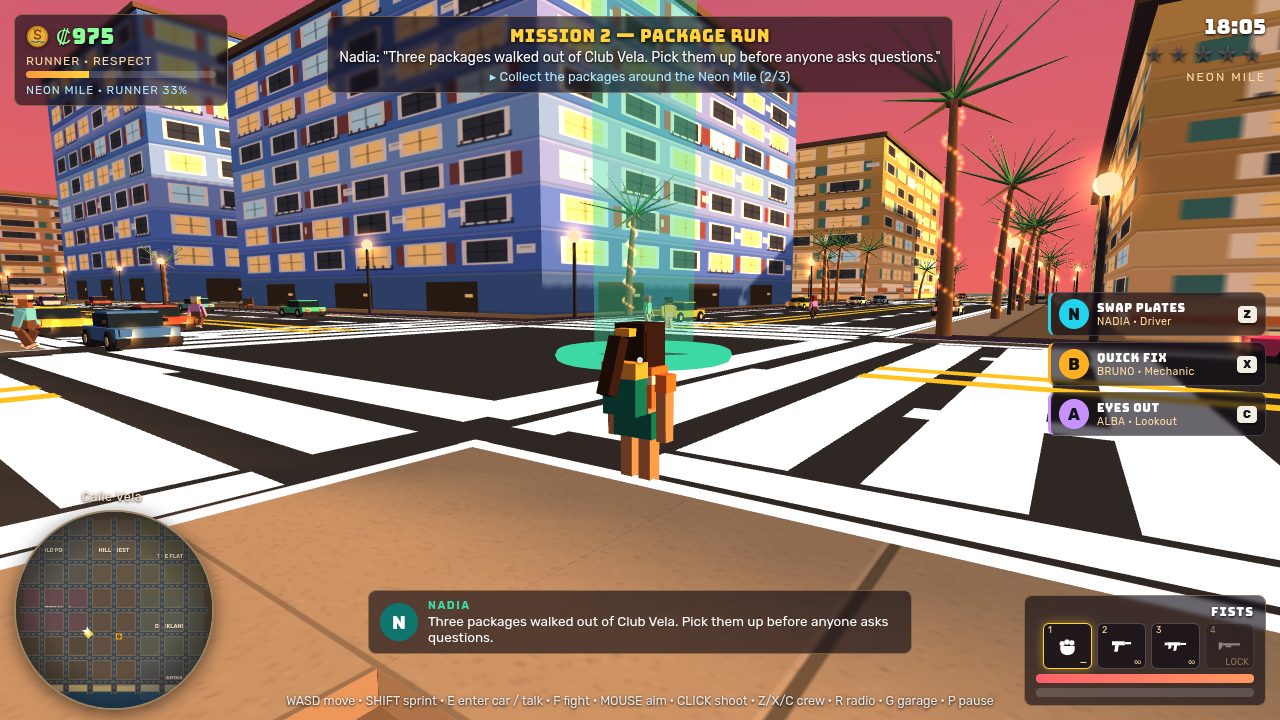 ₡975
RUNNER • RESPECT
NEON MILE • RUNNER 33%
MISSION 2 — PACKAGE RUN
Nadia: "Three packages walked out of Club Vela. Pick them up before anyone asks questions."
▸ Collect the packages around the Neon Mile (2/3)
18:05
NEON MILE
N
SWAP PLATES
NADIA • Driver
Z
B
QUICK FIX
BRUNO • Mechanic
X
A
EYES OUT
ALBA • Lookout
C
Calle Vela
N
NADIA
Three packages walked out of Club Vela. Pick them up before anyone asks
questions.
FISTS
1
2
3
4
∞
∞
LOCK
WASD move • SHIFT sprint • E enter car / talk • F fight • MOUSE aim • CLICK shoot • Z/X/C crew • R radio • G garage • P pause